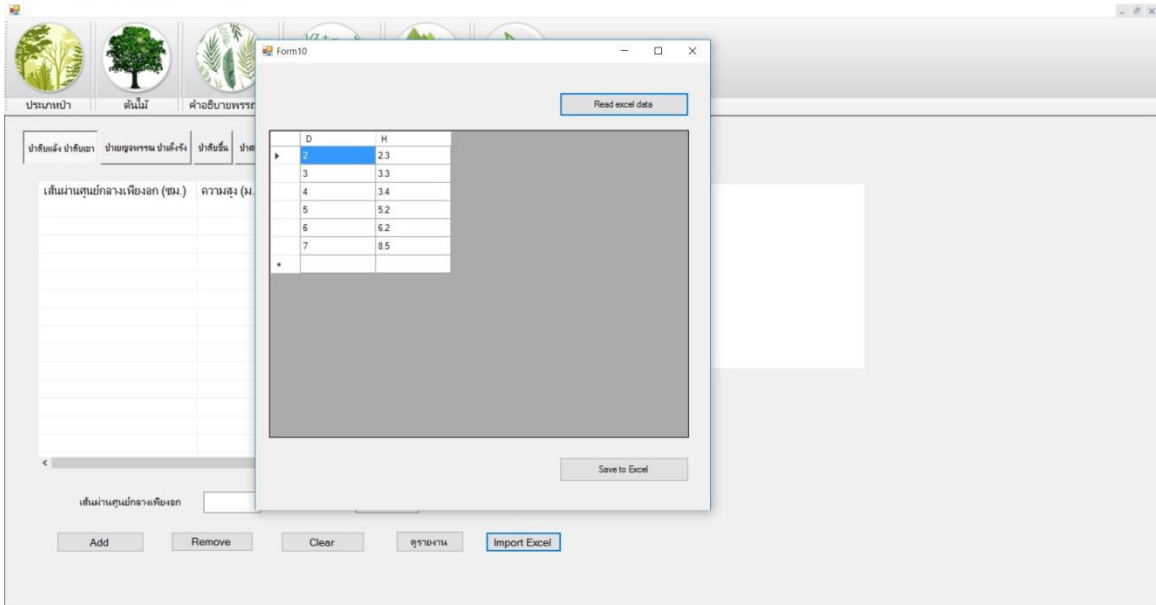 Form10
ประเภทป่า
ต้นไม้
คำอธิบายพรรณ
Read excel data
ป่าดิบแล้ง ป่าดิบเขา
ป่าเบญจพรรณ ป่าเต็งรัง
ป่าดิบชื้น
D H
2 2.3
3 3.3
4 3.4
5 5.2
6 6.2
7 8.5
เส้นผ่านศูนย์กลางเพียงอก (ซม.) ความสูง (ม.
Save to Excel
เส้นผ่านศูนย์กลางเพียงอก
Add Remove Clear ดูรายงาน Import Excel